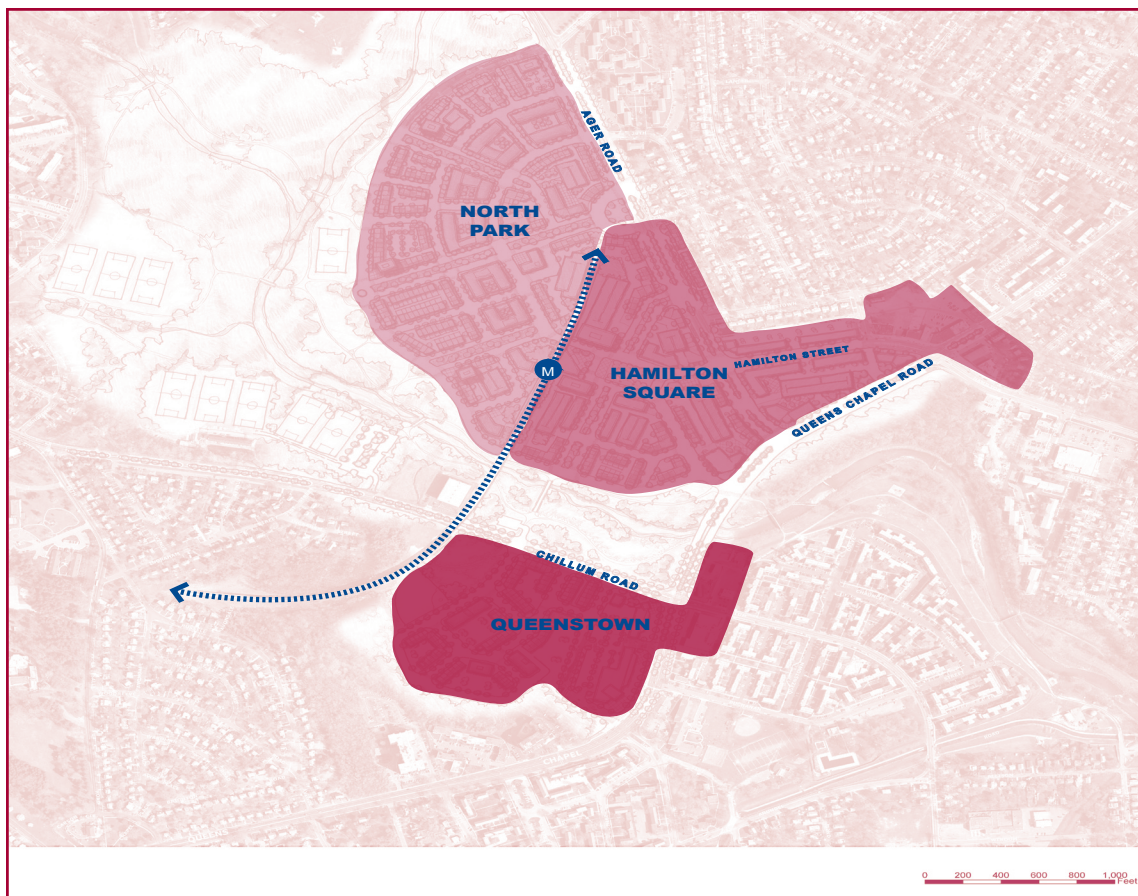 AGER ROAD
NORTH
PARK
M
HAMILTON
SQUARE
HAMILTON STREET
QUEENS CHAPEL ROAD
CHILLUM ROAD
QUEENSTOWN
0 200 400 600 800 1,000
Feet